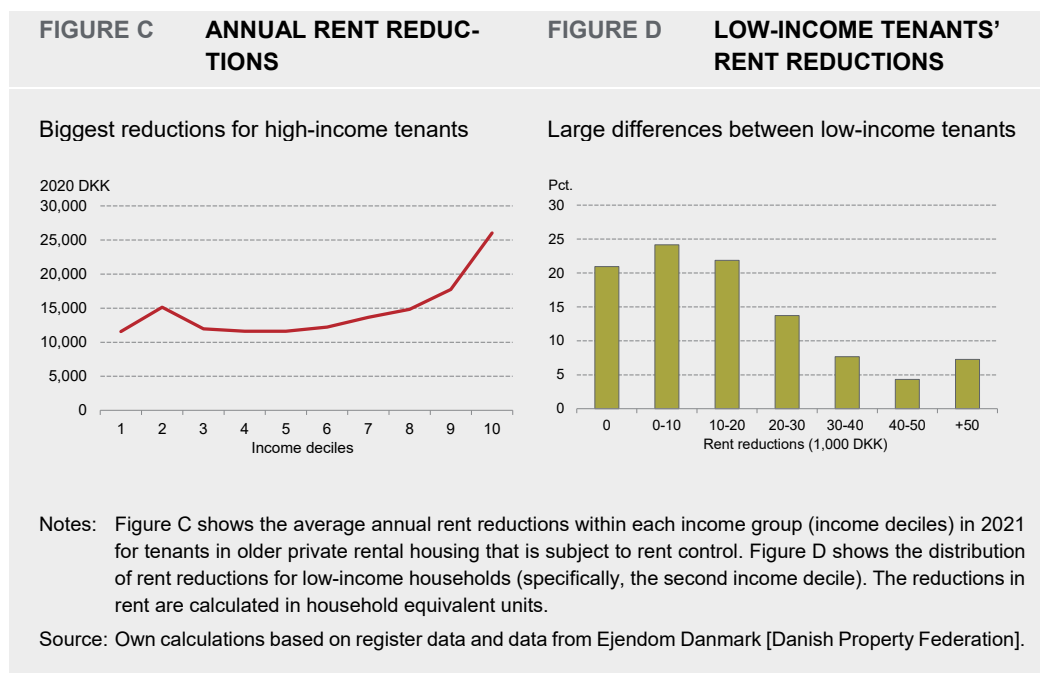 FIGURE C ANNUAL RENT REDUC-
TIONS
FIGURE D LOW-INCOME TENANTS'
RENT REDUCTIONS
Biggest reductions for high-income tenants
2020 DKK
30,000
25,000
20,000
15,000
10,000
5,000
0
1 2 3 4 5 6 7 8 9 10
Income deciles
Large differences between low-income tenants
Pct.
30
25
20
15
10
5
0
0 0-10 10-20 20-30 30-40 40-50 +50
Rent reductions (1,000 DKK)
Notes: Figure C shows the average annual rent reductions within each income group (income deciles) in 2021
for tenants in older private rental housing that is subject to rent control. Figure D shows the distribution
of rent reductions for low-income households (specifically, the second income decile). The reductions in
rent are calculated in household equivalent units.
Source: Own calculations based on register data and data from Ejendom Danmark [Danish Property Federation].